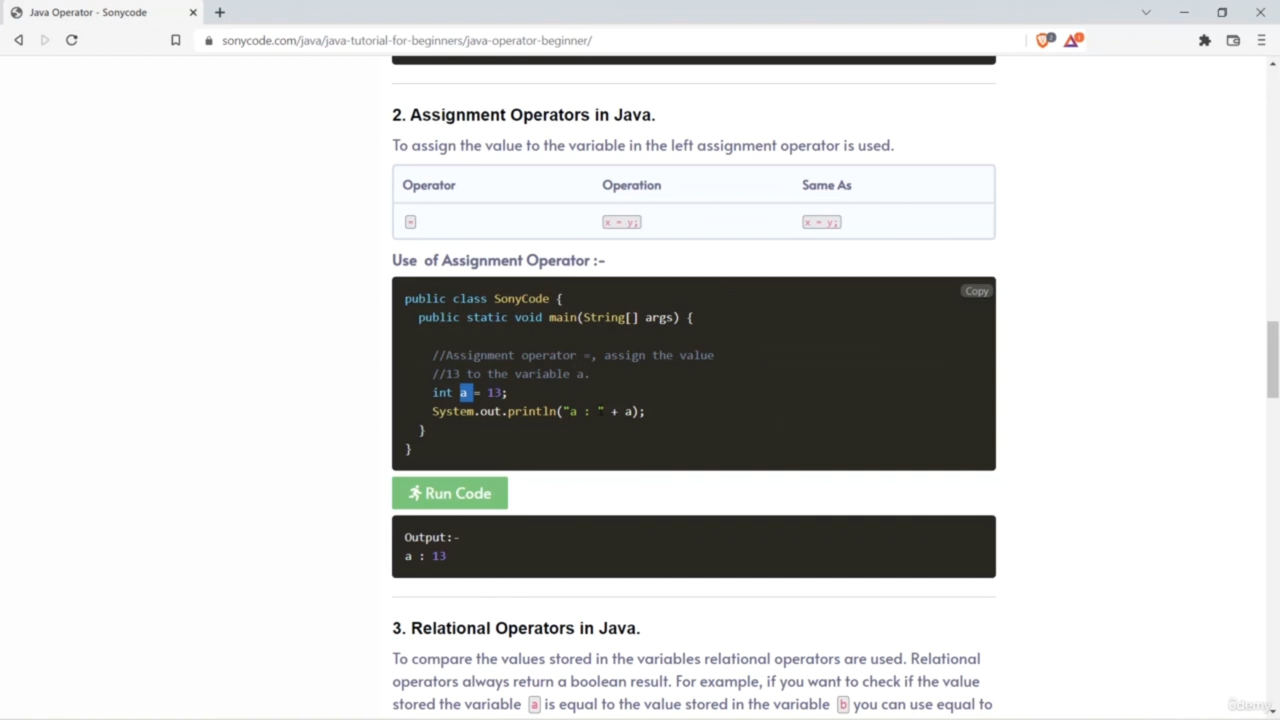 Java Operator - Sonycode
sonycode.com/java/java-tutorial-for-beginners/java-operator-beginner/
2. Assignment Operators in Java.
To assign the value to the variable in the left assignment operator is used.
Operator Operation Same As
= x = y; x = y;
Use of Assignment Operator :-
Copy
public class SonyCode {
public static void main(String[] args) {
//Assignment operator =, assign the value
//13 to the variable a.
int a = 13;
System.out.println("a : " + a);
}
}
Run Code
Output:-
a : 13
3. Relational Operators in Java.
To compare the values stored in the variables relational operators are used. Relational
operators always return a boolean result. For example, if you want to check if the value
stored the variable a is equal to the value stored in the variable b you can use equal to
ûdemy